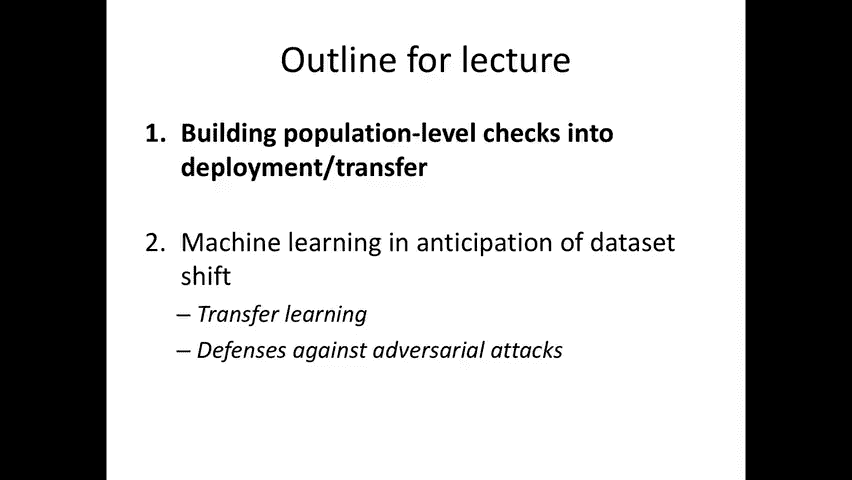 Outline for lecture
1. Building population-level checks into
deployment/transfer
2. Machine learning in anticipation of dataset
shift
– Transfer learning
– Defenses against adversarial attacks